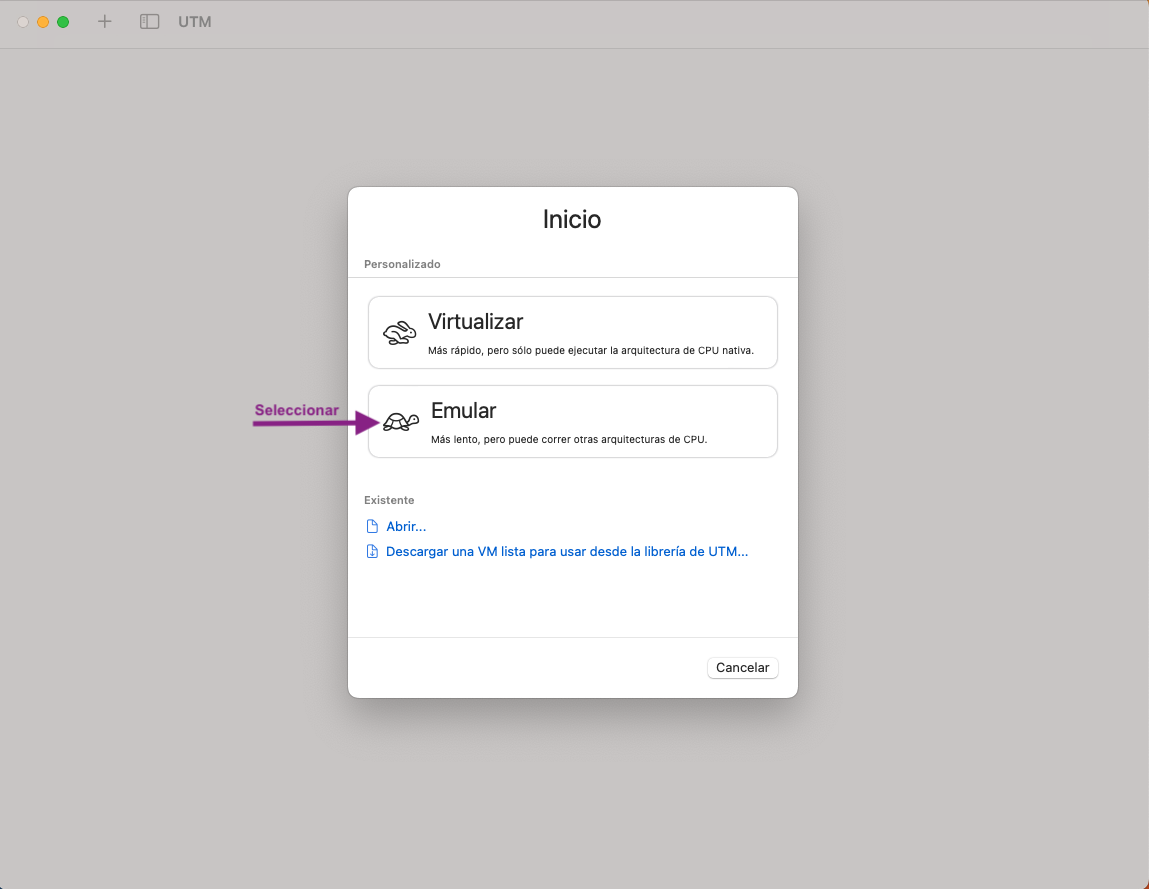 UTM
Inicio
Personalizado
Virtualizar
Más rápido, pero sólo puede ejecutar la arquitectura de CPU nativa.
Seleccionar
Emular
Más lento, pero puede correr otras arquitecturas de CPU.
Existente
Abrir...
Descargar una VM lista para usar desde la librería de UTM...
Cancelar